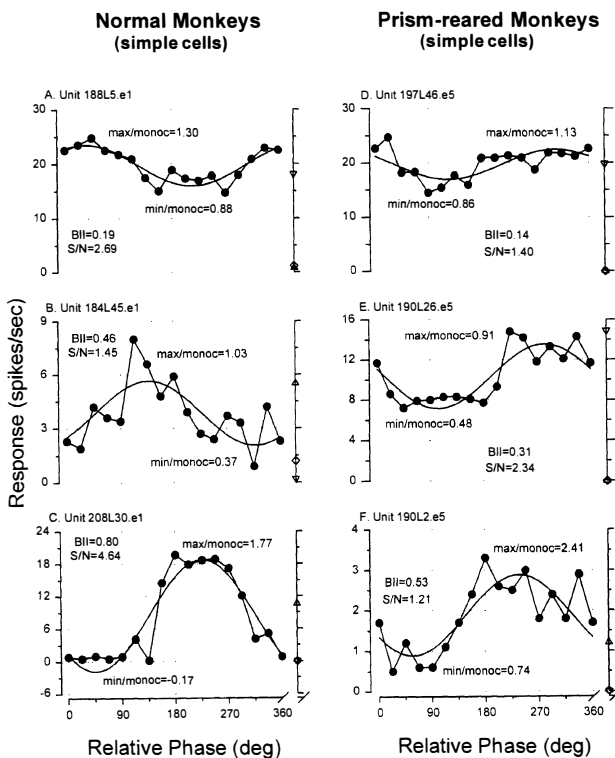 Normal Monkeys
(simple cells)
Prism-reared Monkeys
(simple cells)
Response (spikes/sec)
A. Unit 188L5.e1
30
20
10
0
max/monoc=1.30
min/monoc=0.88
BII=0.19
S/N=2.69
B. Unit 184L45.e1
9
6
3
0
BII=0.46
S/N=1.45
max/monoc=1.03
min/monoc=0.37
C. Unit 208L30.e1
24
18
12
6
0
-6
BII=0.80
S/N=4.64
max/monoc=1.77
min/monoc=-0.17
0 90 180 270 360
Relative Phase (deg)
D. Unit 197L46.e5
30
20
10
0
max/monoc=1.13
min/monoc=0.86
BII=0.14
S/N=1.40
E. Unit 190L26.e5
16
12
8
4
0
max/monoc=0.91
min/monoc=0.48
BII=0.31
S/N=2.34
F. Unit 190L2.e5
4
3
2
1
0
max/monoc=2.41
BII=0.53
S/N=1.21
min/monoc=0.74
0 90 180 270 360
Relative Phase (deg)